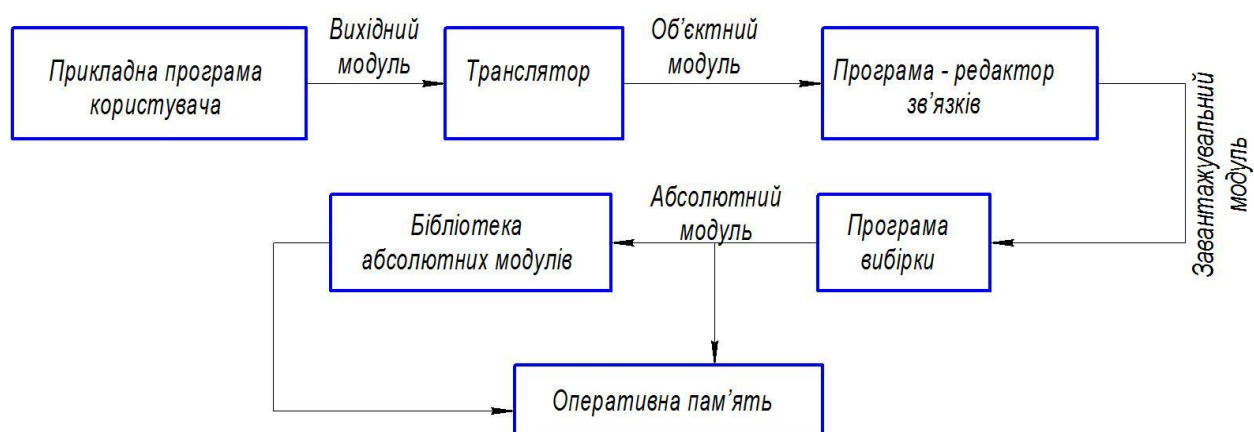 Прикладна програма
користувача
Вихідний
модуль
Транслятор
Об’єктний
модуль
Програма - редактор
зв’язків
Завантажувальний
модуль
Бібліотека
абсолютних модулів
Абсолютний
модуль
Програма
вибірки
Оперативна пам’ять